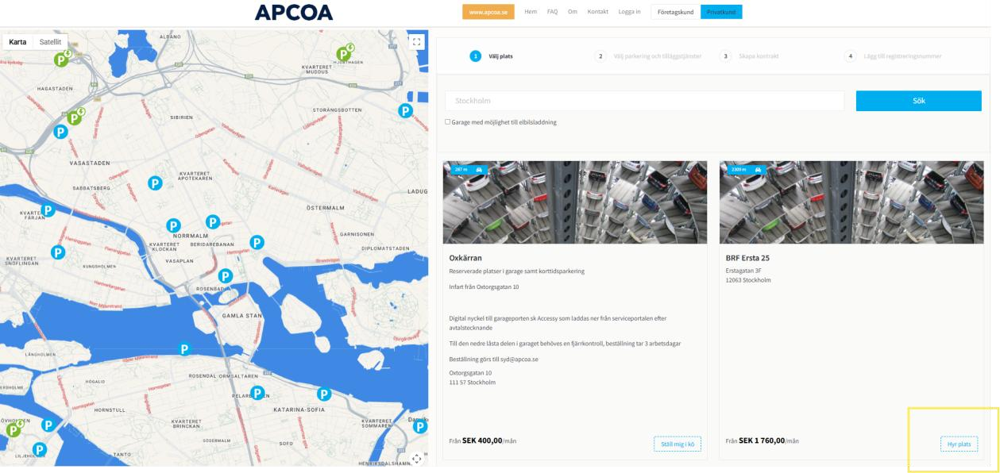 APCOA
www.apcoa.se
Hem
FAQ
Om
Kontakt
Logga in
Företagskund
Privatkund
Karta
Satellit
ALBANO
HJORTHAGEN
KVARTERET
MUDDUS
HAGASTADEN
STORÄNGSBOTTEN
SIBIRIEN
VASASTADEN
KVARTERET
APOTEKAREN
SABBATSBERG
LADUG
KVARTER
FÄRJAN
ÖSTERMALM
NORRMALM
KVARTERET
KLOCKAN
BERIDAREBANAN
GARNISONEN
DIPLOMATSTADEN
KVARTERET
SNÖFLINGAN
VASAPLAN
KUNGSHOLMEN
ROSENBAD
GAMLA STAN
LÅNGHOLMEN
ROSENDAL
ORMSALTAREN
HÖGALID
HORNSTULL
KATARINA-SOFIA
KVARTERET
BRINCKAN
KVARTERET
SOMMAREN
SÖDERMALM
SOFO
TANTO
HENRIKSDALSHAMN
1 Välj plats
2 Välj parkering och tilläggstjänster
3 Skapa kontrakt
4 Lägg till registreringsnummer
Stockholm
Sök
Garage med möjlighet till elbilsladdning
287 m
Oxkärran
Reserverade platser i garage samt korttidsparkering
Infart från Oxtorgsgatan 10
Digital nyckel till garageporten sk Accessy som laddas ner från serviceportalen efter
avtalstecknande
Till den nedre låsta delen i garaget behöves en fjärrkontroll, beställning tar 3 arbetsdagar
Beställning görs till syd@apcoa.se
Oxtorgsgatan 10
111 57 Stockholm
Från SEK 400,00/mån
Ställ mig i kö
2309 m
BRF Ersta 25
Erstagatan 3F
12063 Stockholm
Från SEK 1 760,00/mån
Hyr plats